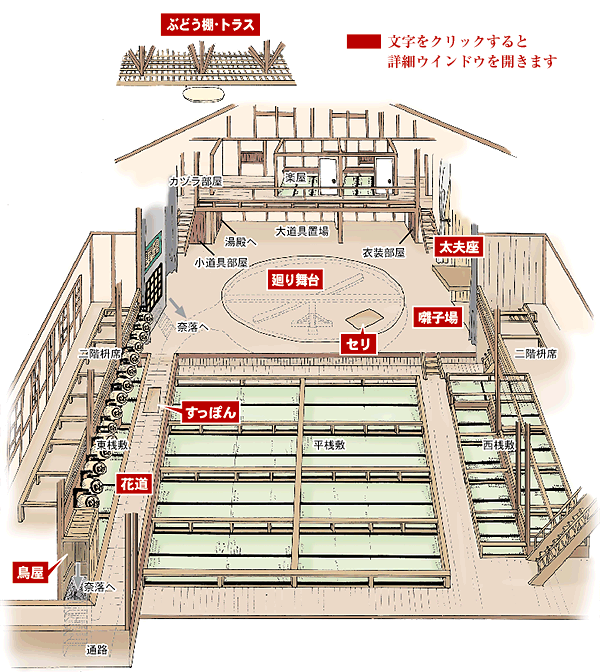 ぶどう棚・トラス
文字をクリックすると
詳細ウインドウを開きます
カツラ部屋
楽屋
湯殿へ
大道具置場
衣装部屋
太夫座
小道具部屋
廻り舞台
囃子場
奈落へ
セリ
二階枡席
二階枡席
すっぽん
東桟敷
平桟敷
西桟敷
花道
鳥屋
奈落へ
通路